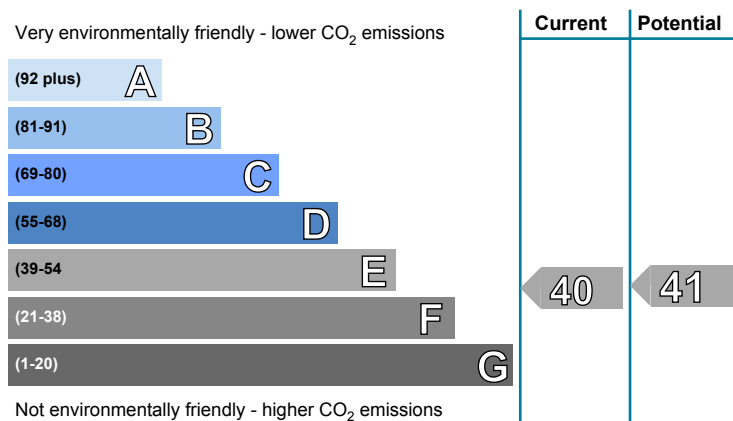 Very environmentally friendly - lower CO2 emissions
Current
Potential
(92 plus) A
(81-91) B
(69-80) C
(55-68) D
(39-54 E
(21-38) F
(1-20) G
40
41
Not environmentally friendly - higher CO2 emissions